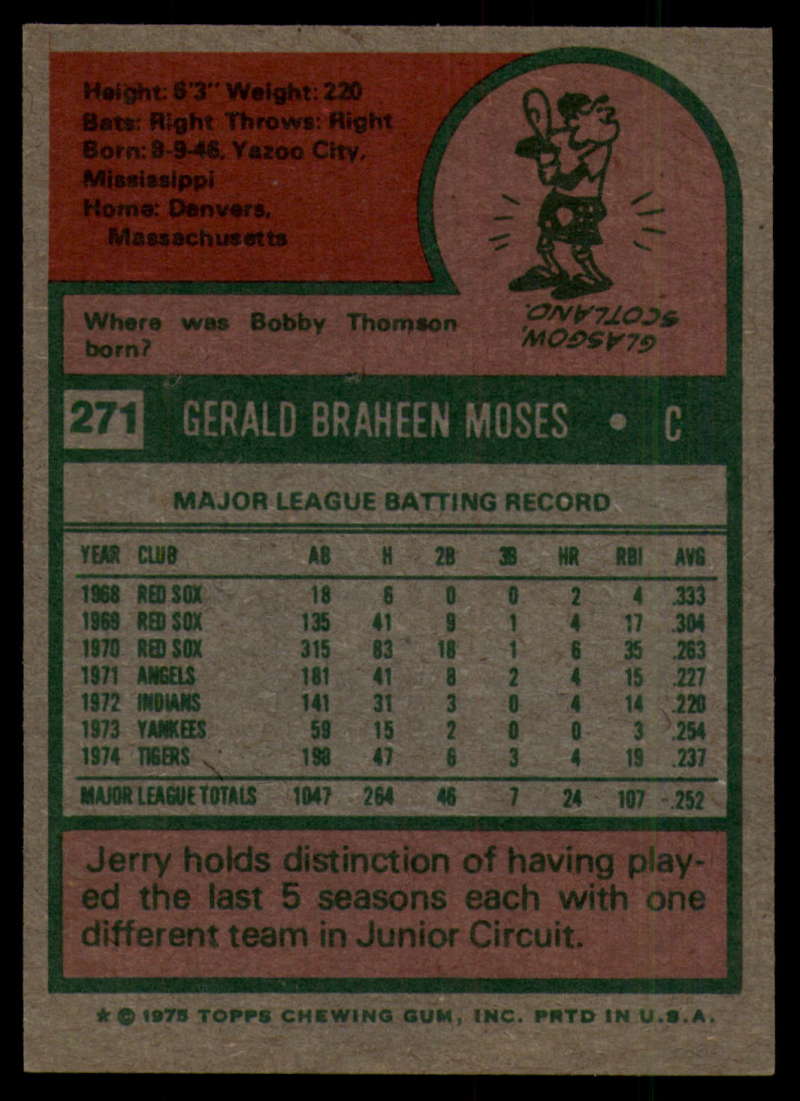 Height: 6'3" Weight: 220
Bats: Right Throws: Right
Born: 8-9-46, Yazoo City,
Mississippi
Home: Danvers,
Massachusetts
Where was Bobby Thomson
born?
GLASGOW,
SCOTLAND.
271 GERALD BRAHEEN MOSES • C
MAJOR LEAGUE BATTING RECORD
YEAR CLUB AB H 2B 3B HR RBI AVG
1968 RED SOX 18 6 0 0 2 4 .333
1969 RED SOX 135 41 9 1 4 17 .304
1970 RED SOX 315 83 18 1 6 35 .263
1971 ANGELS 181 41 8 2 4 15 .227
1972 INDIANS 141 31 3 0 4 14 .220
1973 YANKEES 59 15 2 0 0 3 .254
1974 TIGERS 198 47 6 3 4 19 .237
MAJOR LEAGUE TOTALS 1047 264 46 7 24 107 .252
Jerry holds distinction of having play-
ed the last 5 seasons each with one
different team in Junior Circuit.
* © 1975 TOPPS CHEWING GUM, INC. PRTD IN U.S.A.